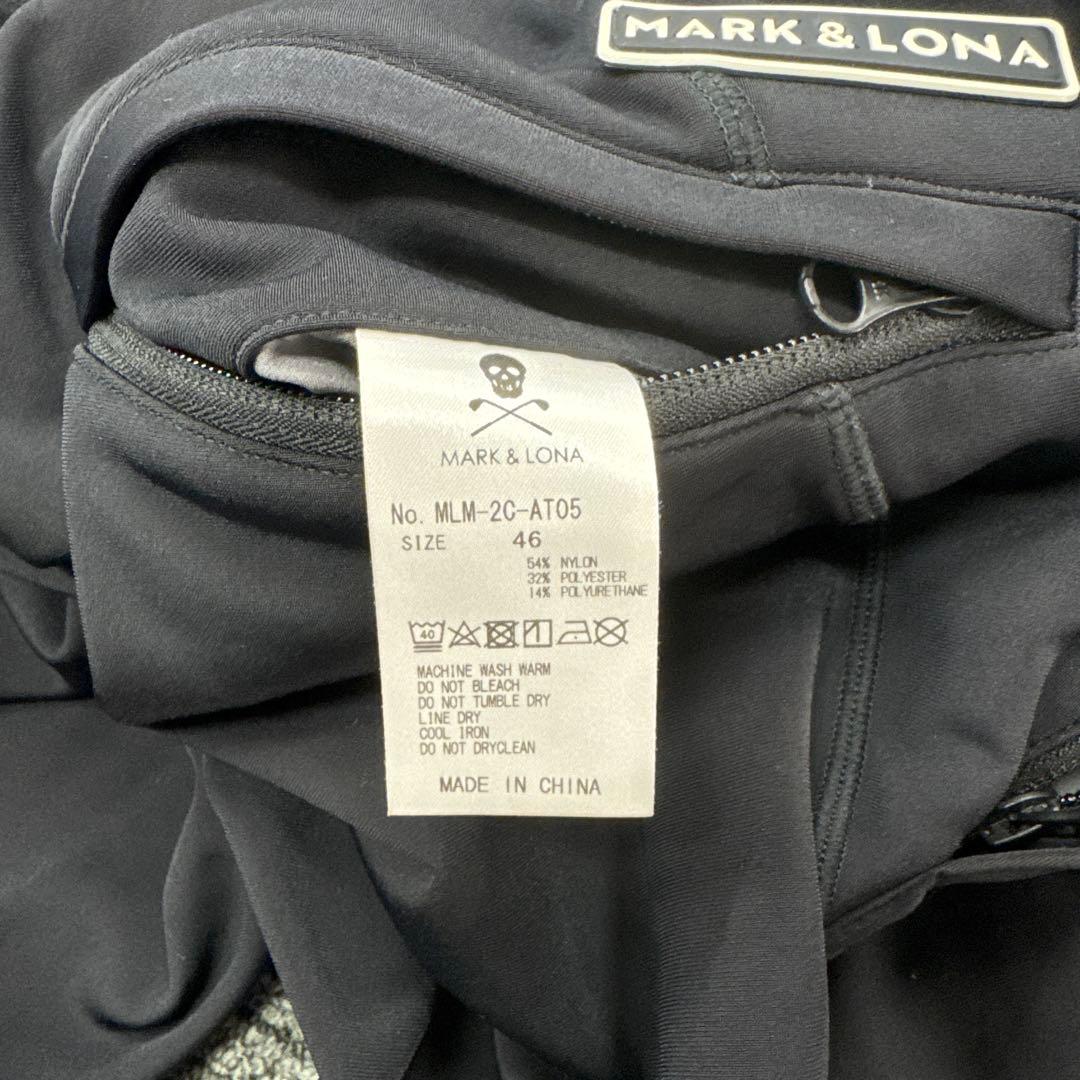 MARK & LONA
MARK & LONA
No. MLM-2C-AT05
SIZE 46
54% NYLON
32% POLYESTER
14% POLYURETHANE
40
MACHINE WASH WARM
DO NOT BLEACH
DO NOT TUMBLE DRY
LINE DRY
COOL IRON
DO NOT DRYCLEAN
MADE IN CHINA